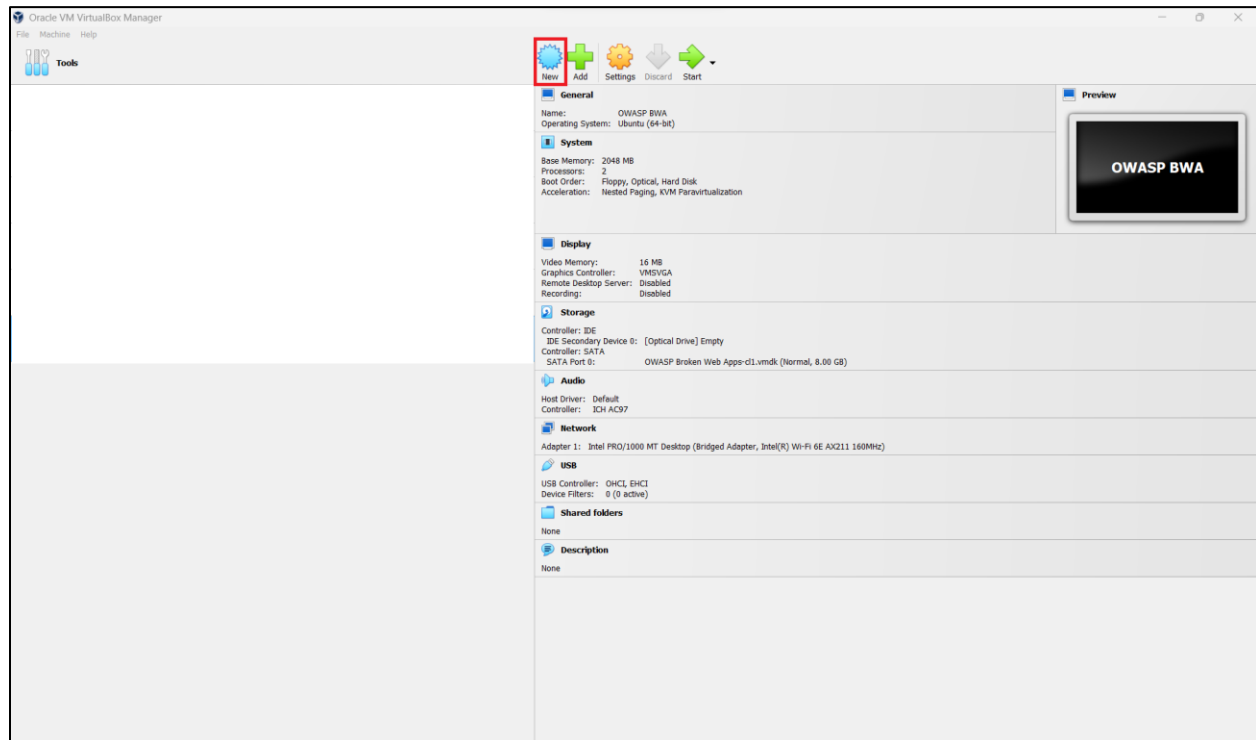 Oracle VM VirtualBox Manager
File Machine Help
Tools
New Add Settings Discard Start
General
Name: OWASP BWA
Operating System: Ubuntu (64-bit)
Preview
OWASP BWA
System
Base Memory: 2048 MB
Processors: 2
Boot Order: Floppy, Optical, Hard Disk
Acceleration: Nested Paging, KVM Paravirtualization
Display
Video Memory: 16 MB
Graphics Controller: VMSVGA
Remote Desktop Server: Disabled
Recording: Disabled
Storage
Controller: IDE
IDE Secondary Device 0: [Optical Drive] Empty
Controller: SATA
SATA Port 0: OWASP Broken Web Apps-cl1.vmdk (Normal, 8.00 GB)
Audio
Host Driver: Default
Controller: ICH AC97
Network
Adapter 1: Intel PRO/1000 MT Desktop (Bridged Adapter, Intel(R) Wi-Fi 6E AX211 160MHz)
USB
USB Controller: OHCI, EHCI
Device Filters: 0 (0 active)
Shared folders
None
Description
None